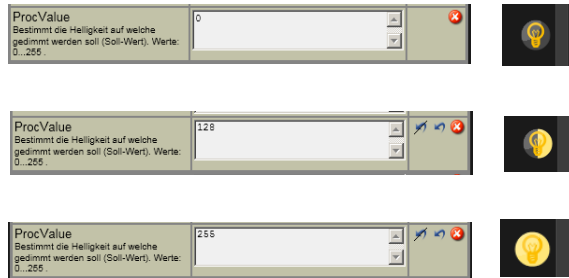 ProcValue
Bestimmt die Helligkeit auf welche
gedimmt werden soll (Soll-Wert). Werte:
0...255 .
0
ProcValue
Bestimmt die Helligkeit auf welche
gedimmt werden soll (Soll-Wert). Werte:
0...255 .
128
ProcValue
Bestimmt die Helligkeit auf welche
gedimmt werden soll (Soll-Wert). Werte:
0...255 .
255